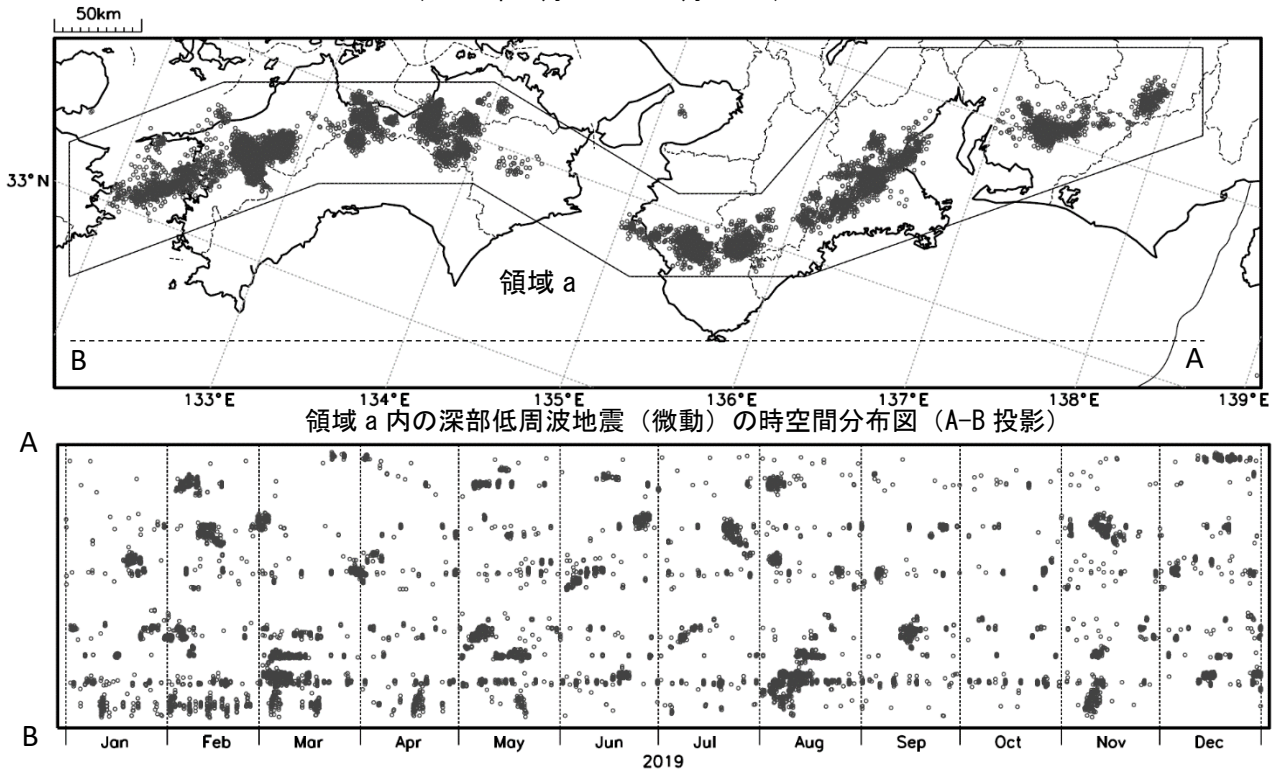 50km
33°N
領域 a
B
A
133°E
134°E
135°E
136°E
137°E
138°E
139°E
領域 a 内の深部低周波地震（微動）の時空間分布図（A−B 投影）
A
B
Jan
Feb
Mar
Apr
May
Jun
Jul
Aug
Sep
Oct
Nov
Dec
2019